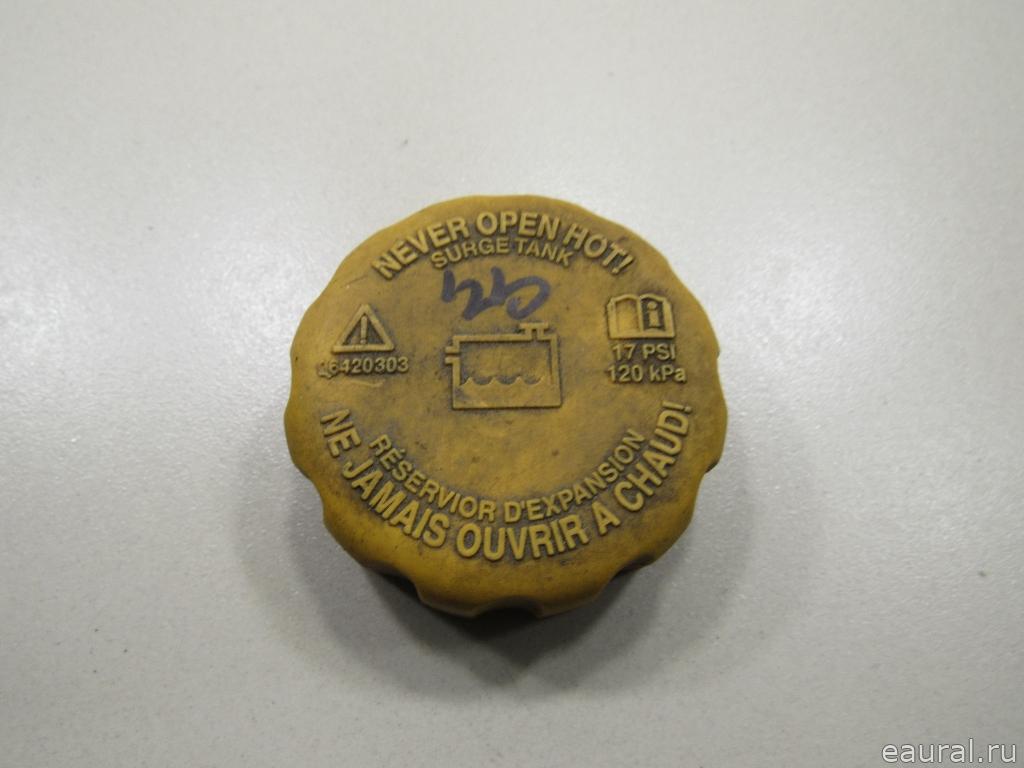 NEVER OPEN HOT!
SURGE TANK
17 PSI
120 kPa
RÉSERVIOR D'EXPANSION
NE JAMAIS OUVRIR A CHAUD!
eaural.ru